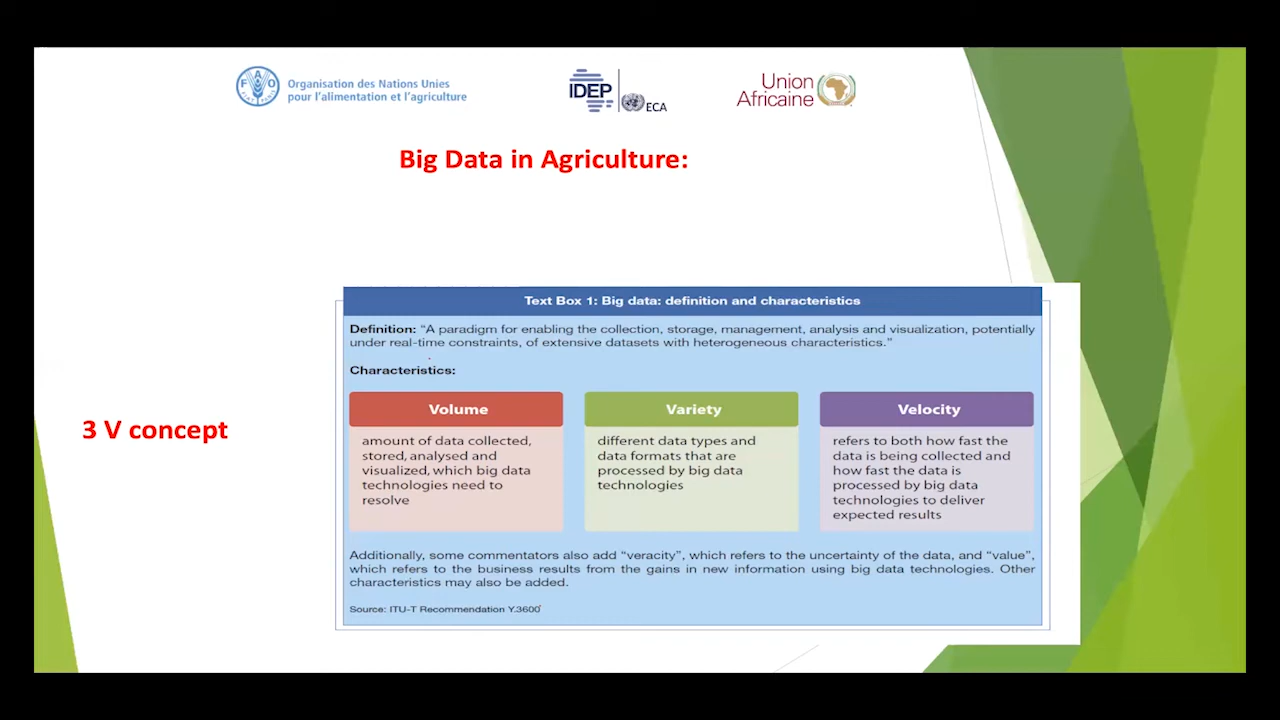 FAO
FIAT PANIS
Organisation des Nations Unies
pour l'alimentation et l'agriculture
IDEP
ECA
Union
Africaine
Big Data in Agriculture:
3 V concept
Text Box 1: Big data: definition and characteristics
Definition: “A paradigm for enabling the collection, storage, management, analysis and visualization, potentially
under real-time constraints, of extensive datasets with heterogeneous characteristics.”
Characteristics:
Volume
amount of data collected,
stored, analysed and
visualized, which big data
technologies need to
resolve
Variety
different data types and
data formats that are
processed by big data
technologies
Velocity
refers to both how fast the
data is being collected and
how fast the data is
processed by big data
technologies to deliver
expected results
Additionally, some commentators also add “veracity”, which refers to the uncertainty of the data, and “value”,
which refers to the business results from the gains in new information using big data technologies. Other
characteristics may also be added.
Source: ITU-T Recommendation Y.3600